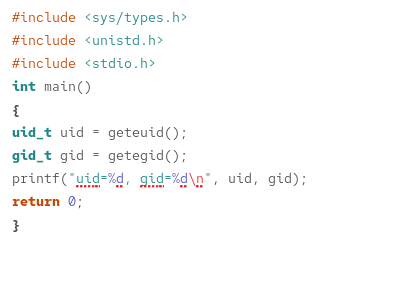 #include <sys/types.h>
#include <unistd.h>
#include <stdio.h>
int main()
{
uid_t uid = geteuid();
gid_t gid = getegid();
printf("uid=%d, gid=%d\n", uid, gid);
return 0;
}